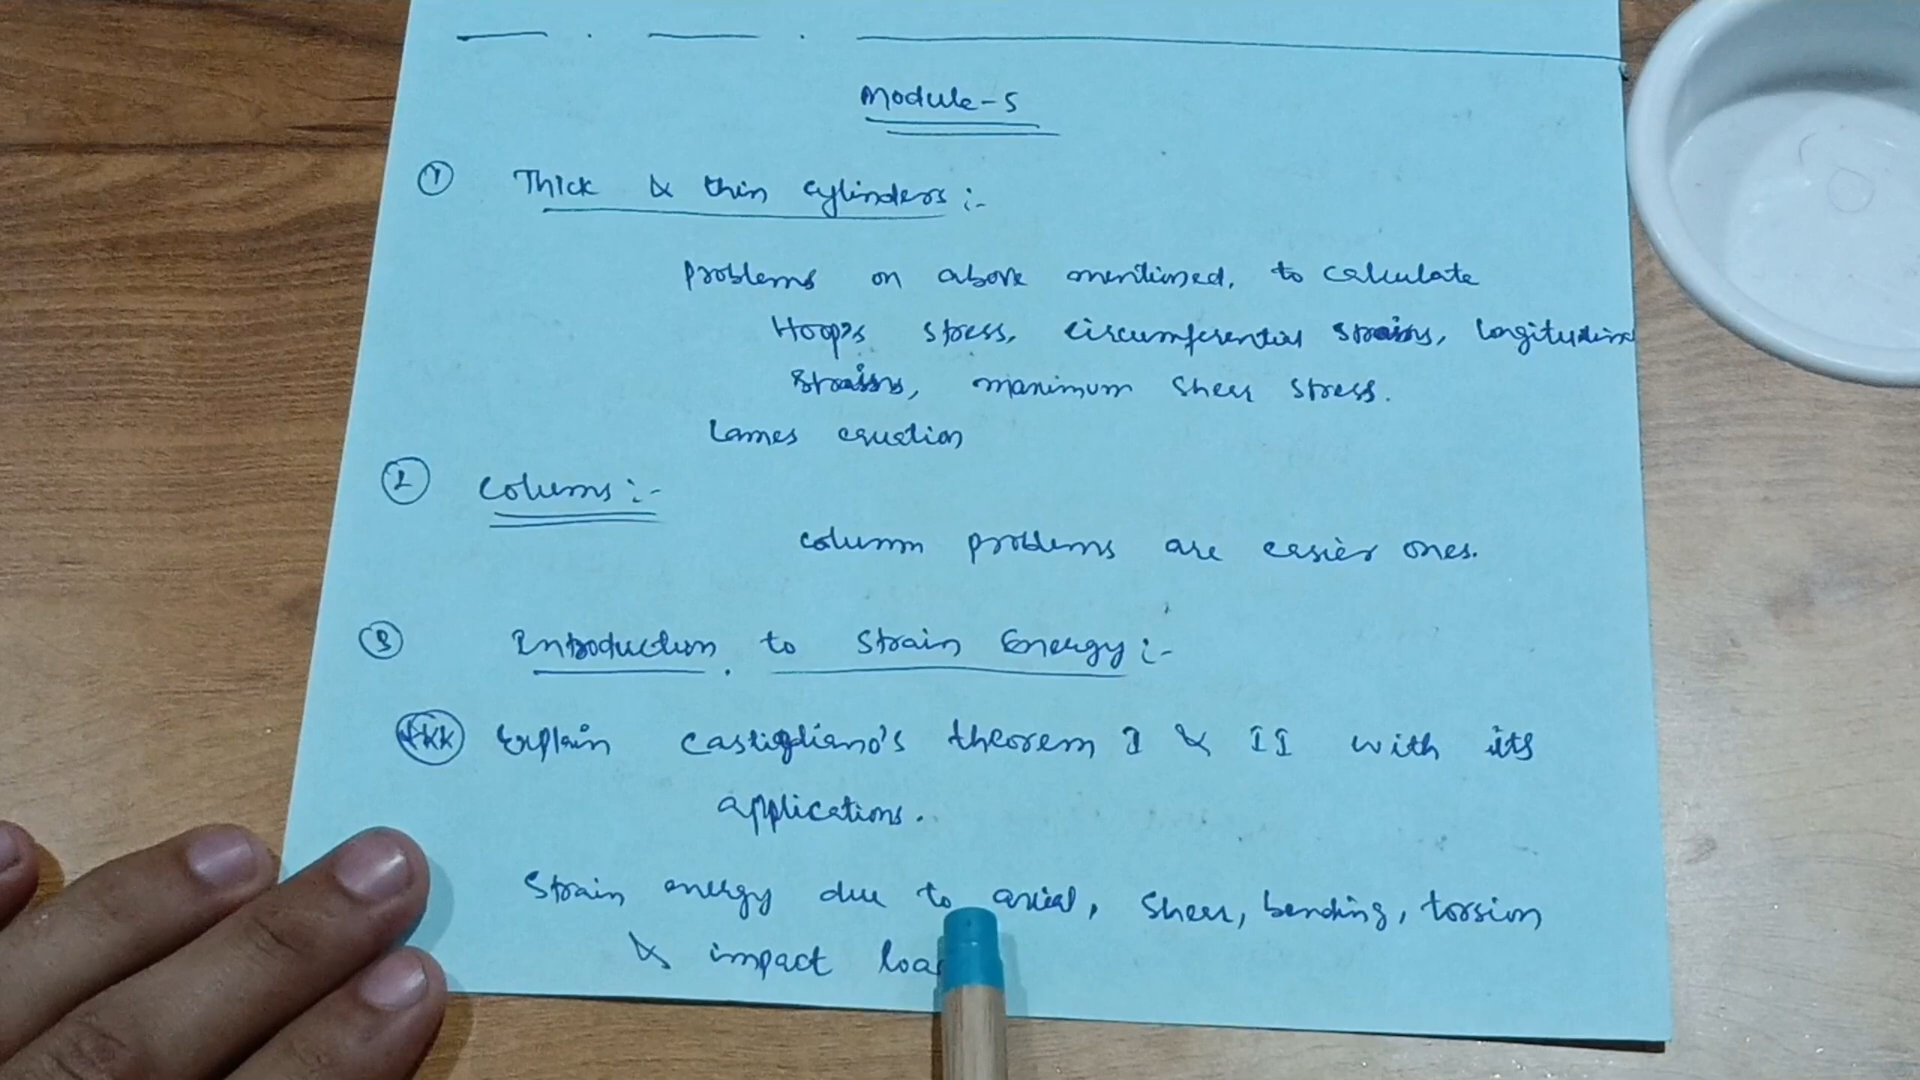 Module-5
1 Thick & thin cylinders:-
Problems on above mentioned, to calculate
Hoop's stress, circumferential strains, longitudinal
strains, maximum shear stress.
Lames equation
2 Columns:-
column problems are easier ones.
3 Introduction to Strain Energy:-
Explain Castigliano's theorem I & II with its
applications.
Strain energy due to axial, shear, bending, torsion
& impact